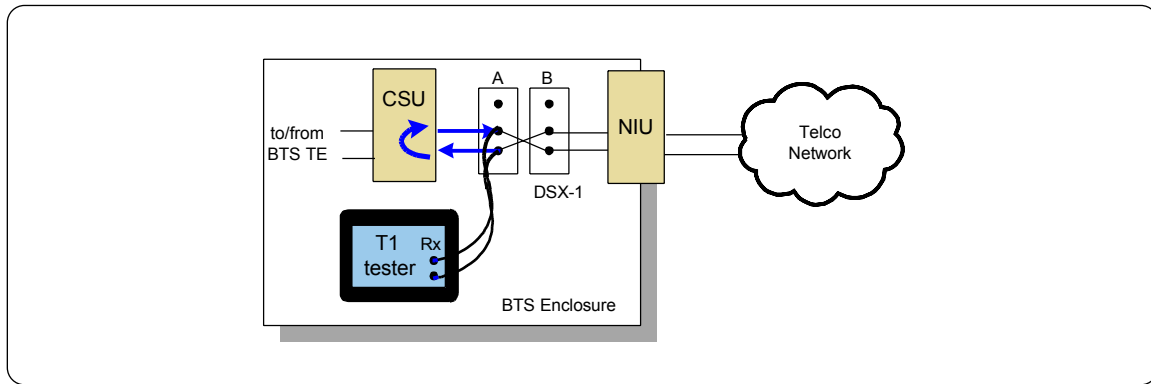 A B
CSU
NIU
to/from
BTS TE
Telco
Network
DSX-1
T1
tester
Rx
BTS Enclosure